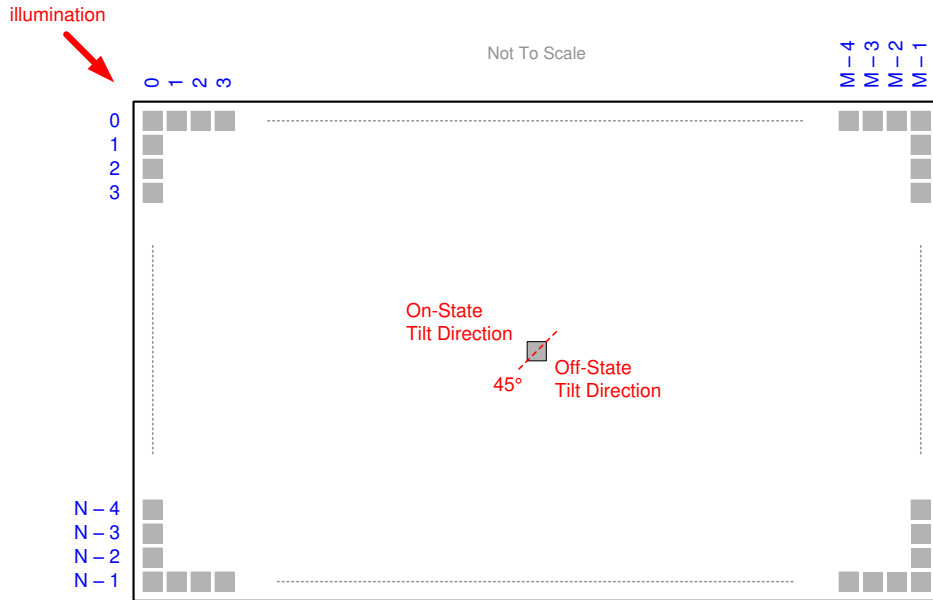 illumination
Not To Scale
0
1
2
3
M – 4
M – 3
M – 2
M – 1
0
1
2
3
On-State
Tilt Direction
Off-State
Tilt Direction
45°
N – 4
N – 3
N – 2
N – 1